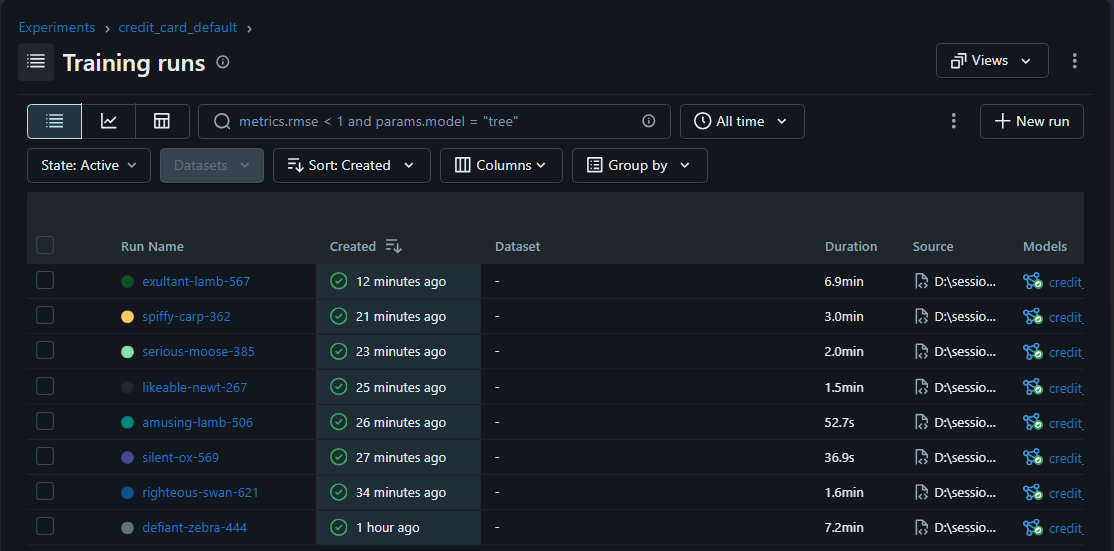 Experiments > credit_card_default >
Training runs
Views
metrics.rmse < 1 and params.model = "tree"
All time
New run
State: Active
Datasets
Sort: Created
Columns
Group by
Run Name Created Dataset Duration Source Models
exultant-lamb-567 12 minutes ago - 6.9min D:\sessio... credit_
spiffy-carp-362 21 minutes ago - 3.0min D:\sessio... credit_
serious-moose-385 23 minutes ago - 2.0min D:\sessio... credit_
likeable-newt-267 25 minutes ago - 1.5min D:\sessio... credit_
amusing-lamb-506 26 minutes ago - 52.7s D:\sessio... credit_
silent-ox-569 27 minutes ago - 36.9s D:\sessio... credit_
righteous-swan-621 34 minutes ago - 1.6min D:\sessio... credit_
defiant-zebra-444 1 hour ago - 7.2min D:\sessio... credit_